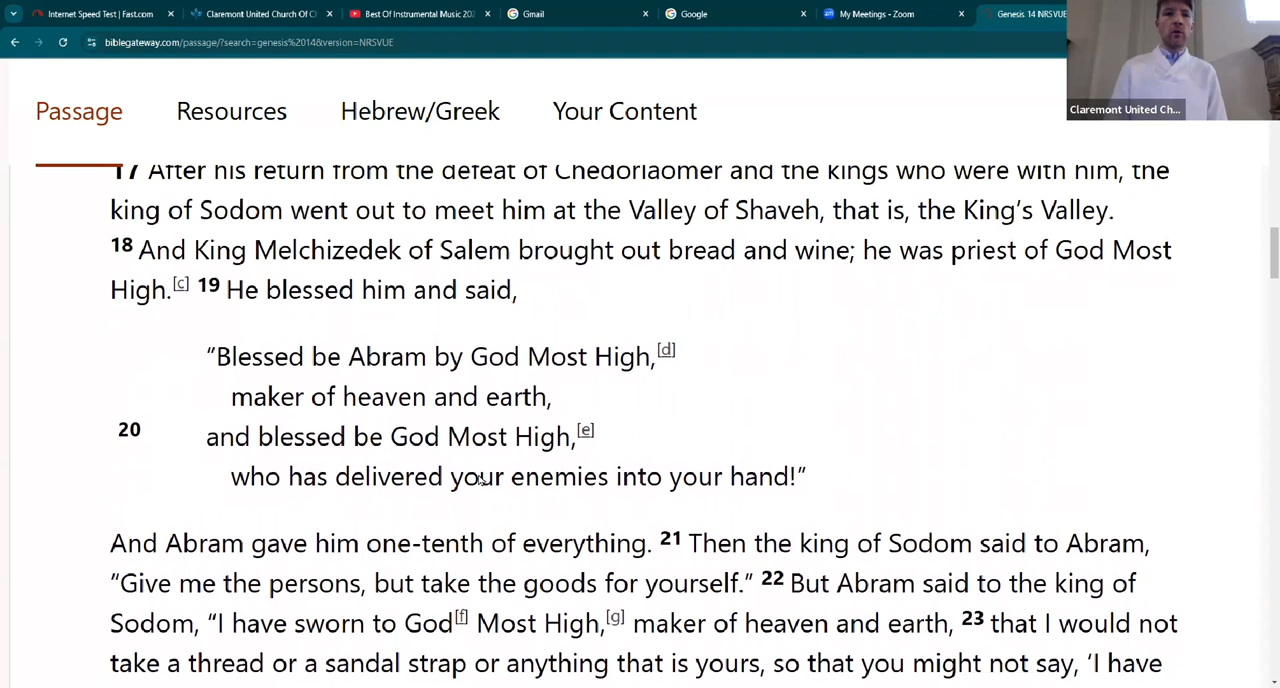 Internet Speed Test | Fast.com
Claremont United Church Of C
Best Of Instrumental Music 202
Gmail
Google
My Meetings - Zoom
Genesis 14 NRSVUE
biblegateway.com/passage/?search=genesis%2014&version=NRSVUE
Claremont United Ch...
Passage
Resources
Hebrew/Greek
Your Content
17 After his return from the defeat of Chedorlaomer and the kings who were with him, the
king of Sodom went out to meet him at the Valley of Shaveh, that is, the King’s Valley.
18 And King Melchizedek of Salem brought out bread and wine; he was priest of God Most
High.[c] 19 He blessed him and said,
“Blessed be Abram by God Most High,[d]
maker of heaven and earth,
20 and blessed be God Most High,[e]
who has delivered your enemies into your hand!”
And Abram gave him one-tenth of everything. 21 Then the king of Sodom said to Abram,
“Give me the persons, but take the goods for yourself.” 22 But Abram said to the king of
Sodom, “I have sworn to God[f] Most High,[g] maker of heaven and earth, 23 that I would not
take a thread or a sandal strap or anything that is yours, so that you might not say, ‘I have